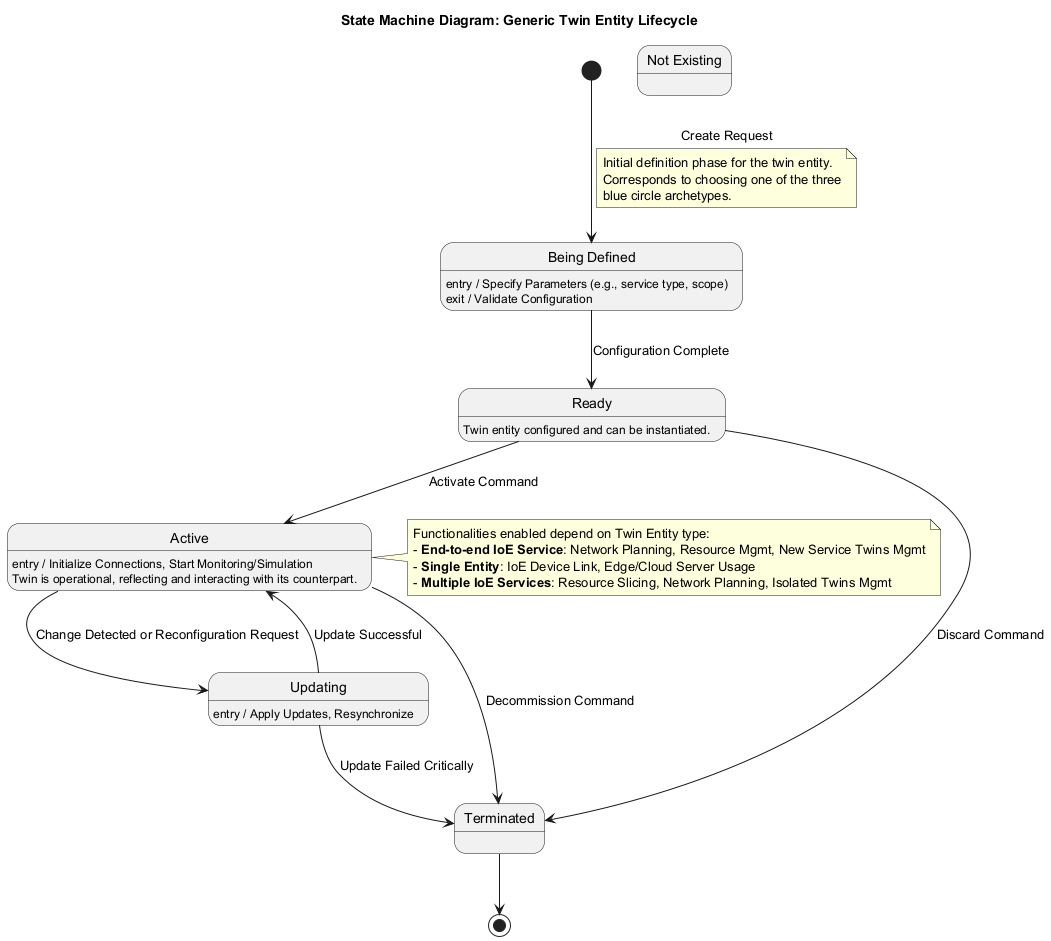 State Machine Diagram: Generic Twin Entity Lifecycle
Not Existing
Create Request
Initial definition phase for the twin entity.
Corresponds to choosing one of the three
blue circle archetypes.
Being Defined
entry / Specify Parameters (e.g., service type, scope)
exit / Validate Configuration
Configuration Complete
Ready
Twin entity configured and can be instantiated.
Activate Command
Active
entry / Initialize Connections, Start Monitoring/Simulation
Twin is operational, reflecting and interacting with its counterpart.
Functionalities enabled depend on Twin Entity type:
- End-to-end IoE Service: Network Planning, Resource Mgmt, New Service Twins Mgmt
- Single Entity: IoE Device Link, Edge/Cloud Server Usage
- Multiple IoE Services: Resource Slicing, Network Planning, Isolated Twins Mgmt
Change Detected or Reconfiguration Request
Update Successful
Discard Command
Updating
entry / Apply Updates, Resynchronize
Decommission Command
Update Failed Critically
Terminated